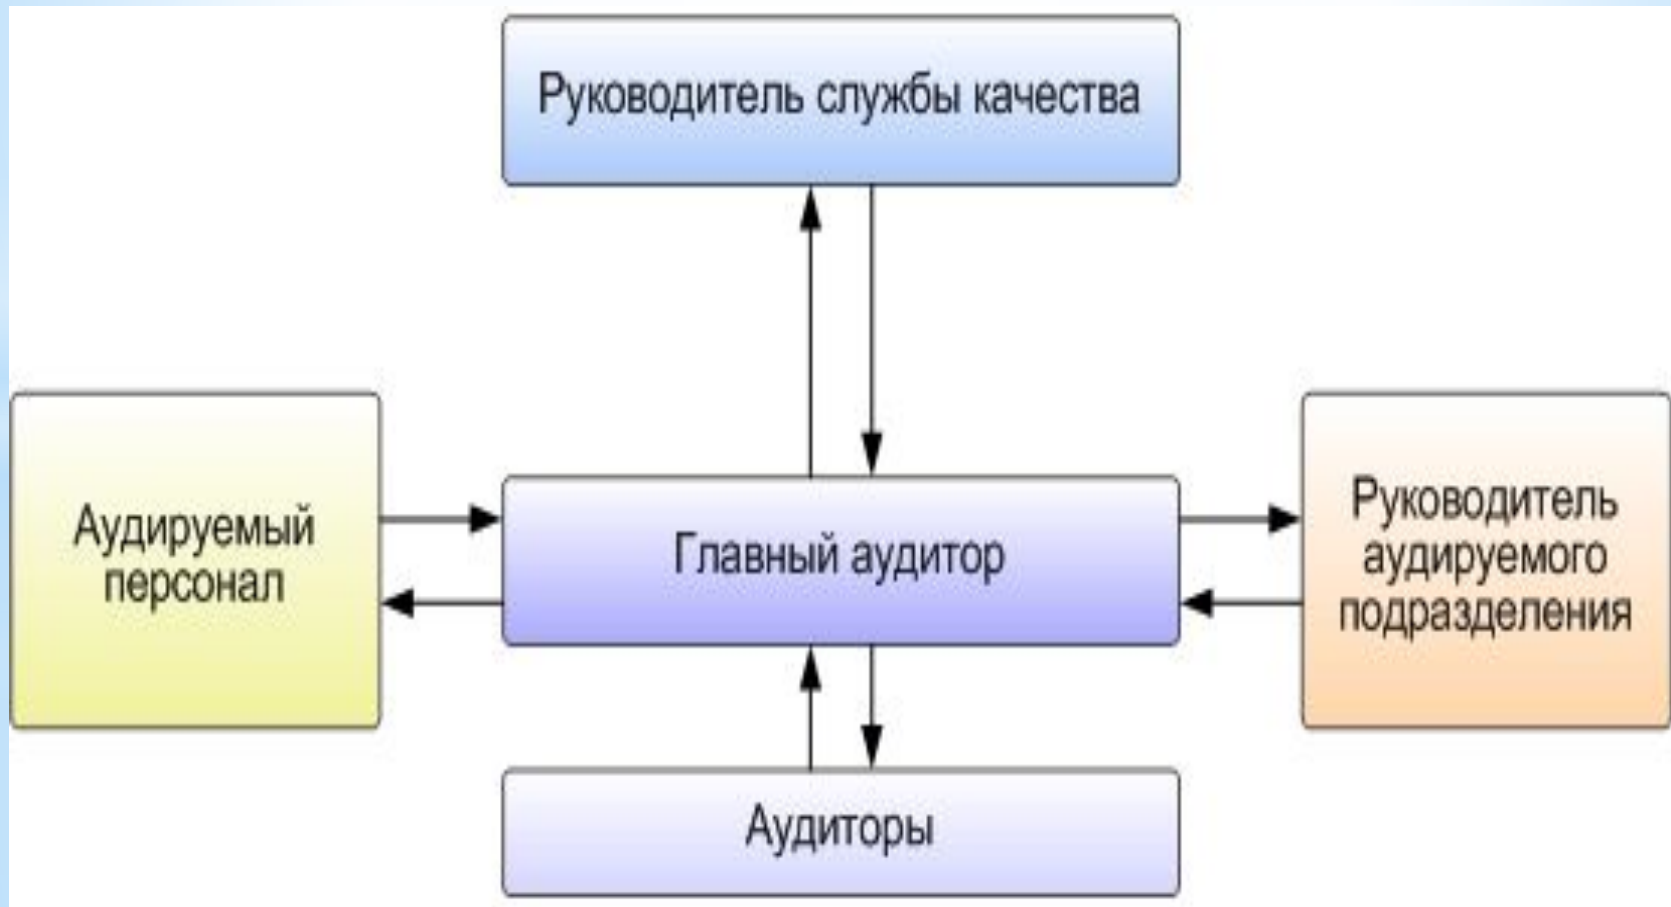 Руководитель службы качества
Аудируемый
персонал
Главный аудитор
Руководитель
аудируемого
подразделения
Аудиторы